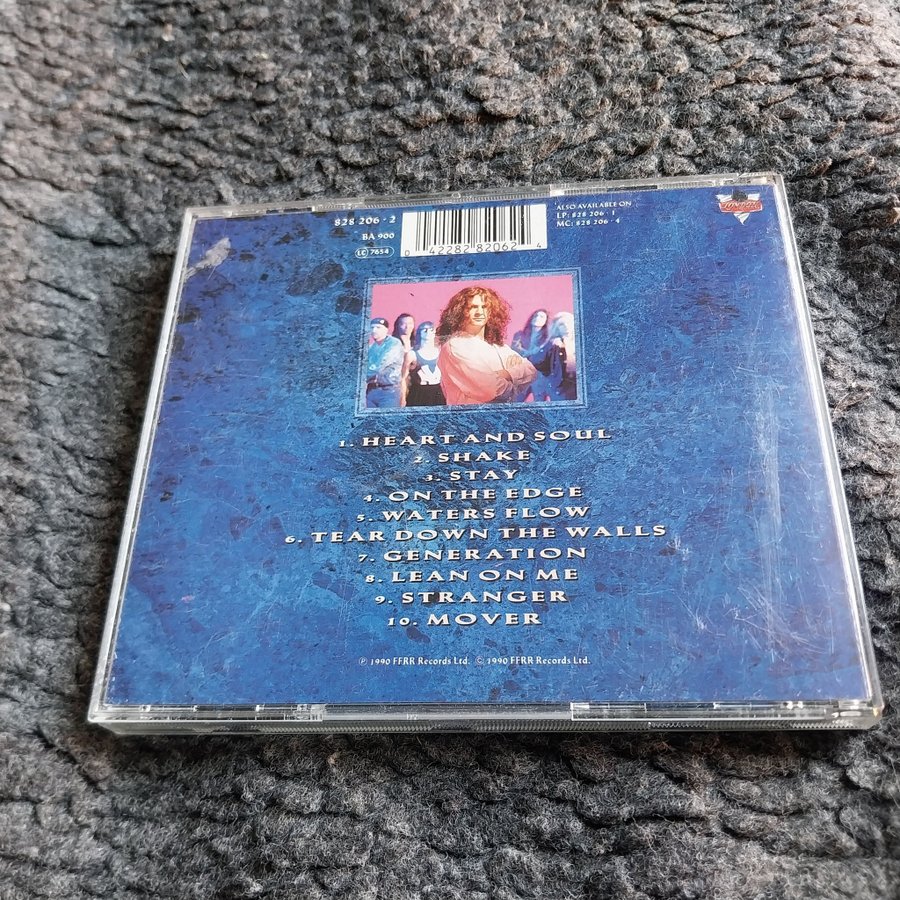 828 206 · 2
BA 900
LC 7654
0 42282 82062 4
ALSO AVAILABLE ON
LP: 828 206 · 1
MC: 828 206 · 4
LONDON
1. HEART AND SOUL
2. SHAKE
3. STAY
4. ON THE EDGE
5. WATERS FLOW
6. TEAR DOWN THE WALLS
7. GENERATION
8. LEAN ON ME
9. STRANGER
10. MOVER
℗ 1990 FFRR Records Ltd. © 1990 FFRR Records Ltd.